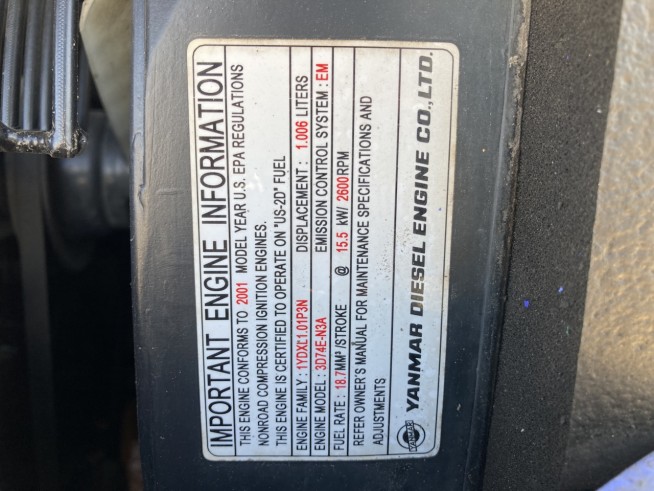 IMPORTANT ENGINE INFORMATION
THIS ENGINE CONFORMS TO 2001 MODEL YEAR U.S. EPA REGULATIONS
NONROAD COMPRESSION IGNITION ENGINES.
THIS ENGINE IS CERTIFIED TO OPERATE ON "US-2D" FUEL
ENGINE FAMILY : 1YDXL1.01P3N DISPLACEMENT : 1.006 LITERS
ENGINE MODEL : 3D74E-N3A EMISSION CONTROL SYSTEM : EM
FUEL RATE : 18.7MM³ /STROKE @ 15.5 kW/ 2600RPM
REFER OWNER'S MANUAL FOR MAINTENANCE SPECIFICATIONS AND
ADJUSTMENTS
YANMAR YANMAR DIESEL ENGINE CO.,LTD.